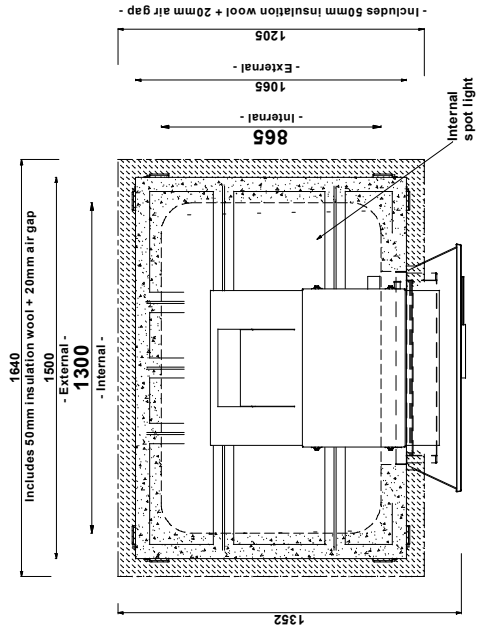 1640
Includes 50mm insulation wool + 20mm air gap
1500
- External -
1300
- Internal -
- Includes 50mm insulation wool + 20mm air gap -
1205
- External -
1065
- Internal -
865
Internal
spot light
1352